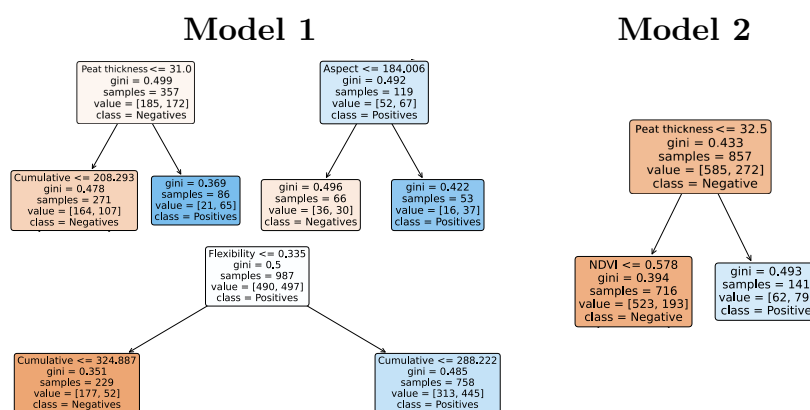 Model 1
Model 2
Peat thickness <= 31.0
gini = 0.499
samples = 357
value = [185, 172]
class = Negatives
Aspect <= 184.006
gini = 0.492
samples = 119
value = [52, 67]
class = Positives
Cumulative <= 208.293
gini = 0.478
samples = 271
value = [164, 107]
class = Negatives
gini = 0.369
samples = 86
value = [21, 65]
class = Positives
gini = 0.496
samples = 66
value = [36, 30]
class = Negatives
gini = 0.422
samples = 53
value = [16, 37]
class = Positives
Flexibility <= 0.335
gini = 0.5
samples = 987
value = [490, 497]
class = Positives
Cumulative <= 324.887
gini = 0.351
samples = 229
value = [177, 52]
class = Negatives
Cumulative <= 288.222
gini = 0.485
samples = 758
value = [313, 445]
class = Positives
Peat thickness <= 32.5
gini = 0.433
samples = 857
value = [585, 272]
class = Negative
NDVI <= 0.578
gini = 0.394
samples = 716
value = [523, 193]
class = Negative
gini = 0.493
samples = 141
value = [62, 79
class = Positive